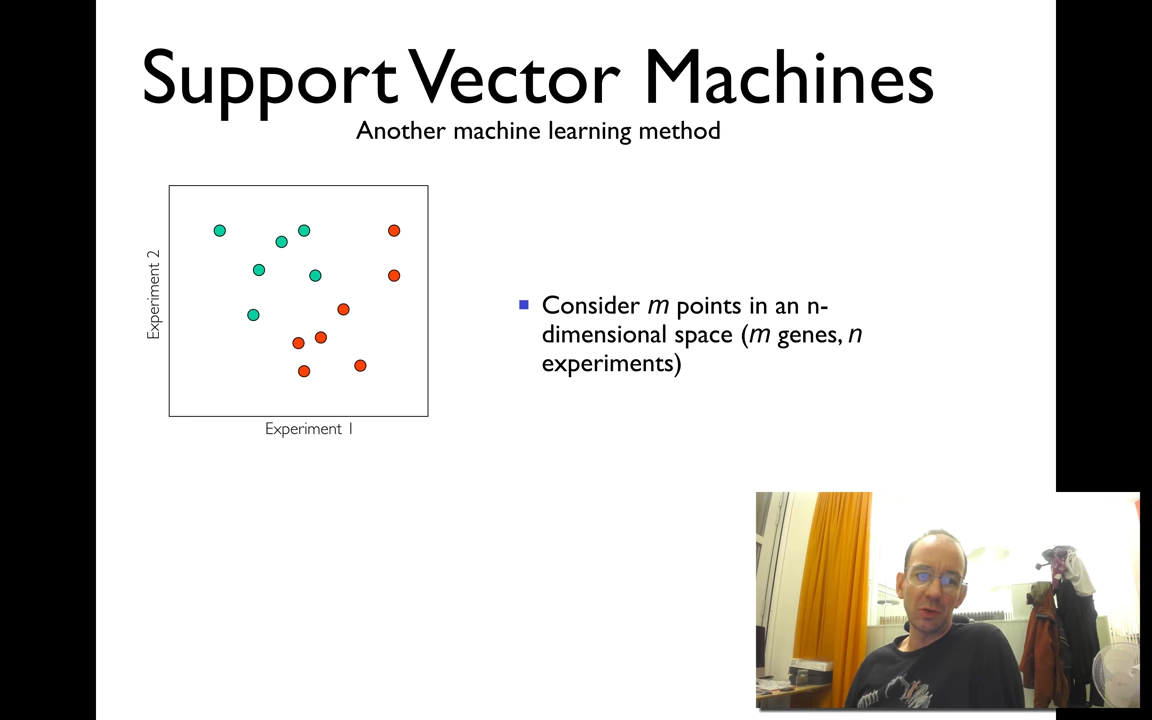 Support Vector Machines
Another machine learning method
Experiment 2
Experiment 1
Consider m points in an n-
dimensional space (m genes, n
experiments)